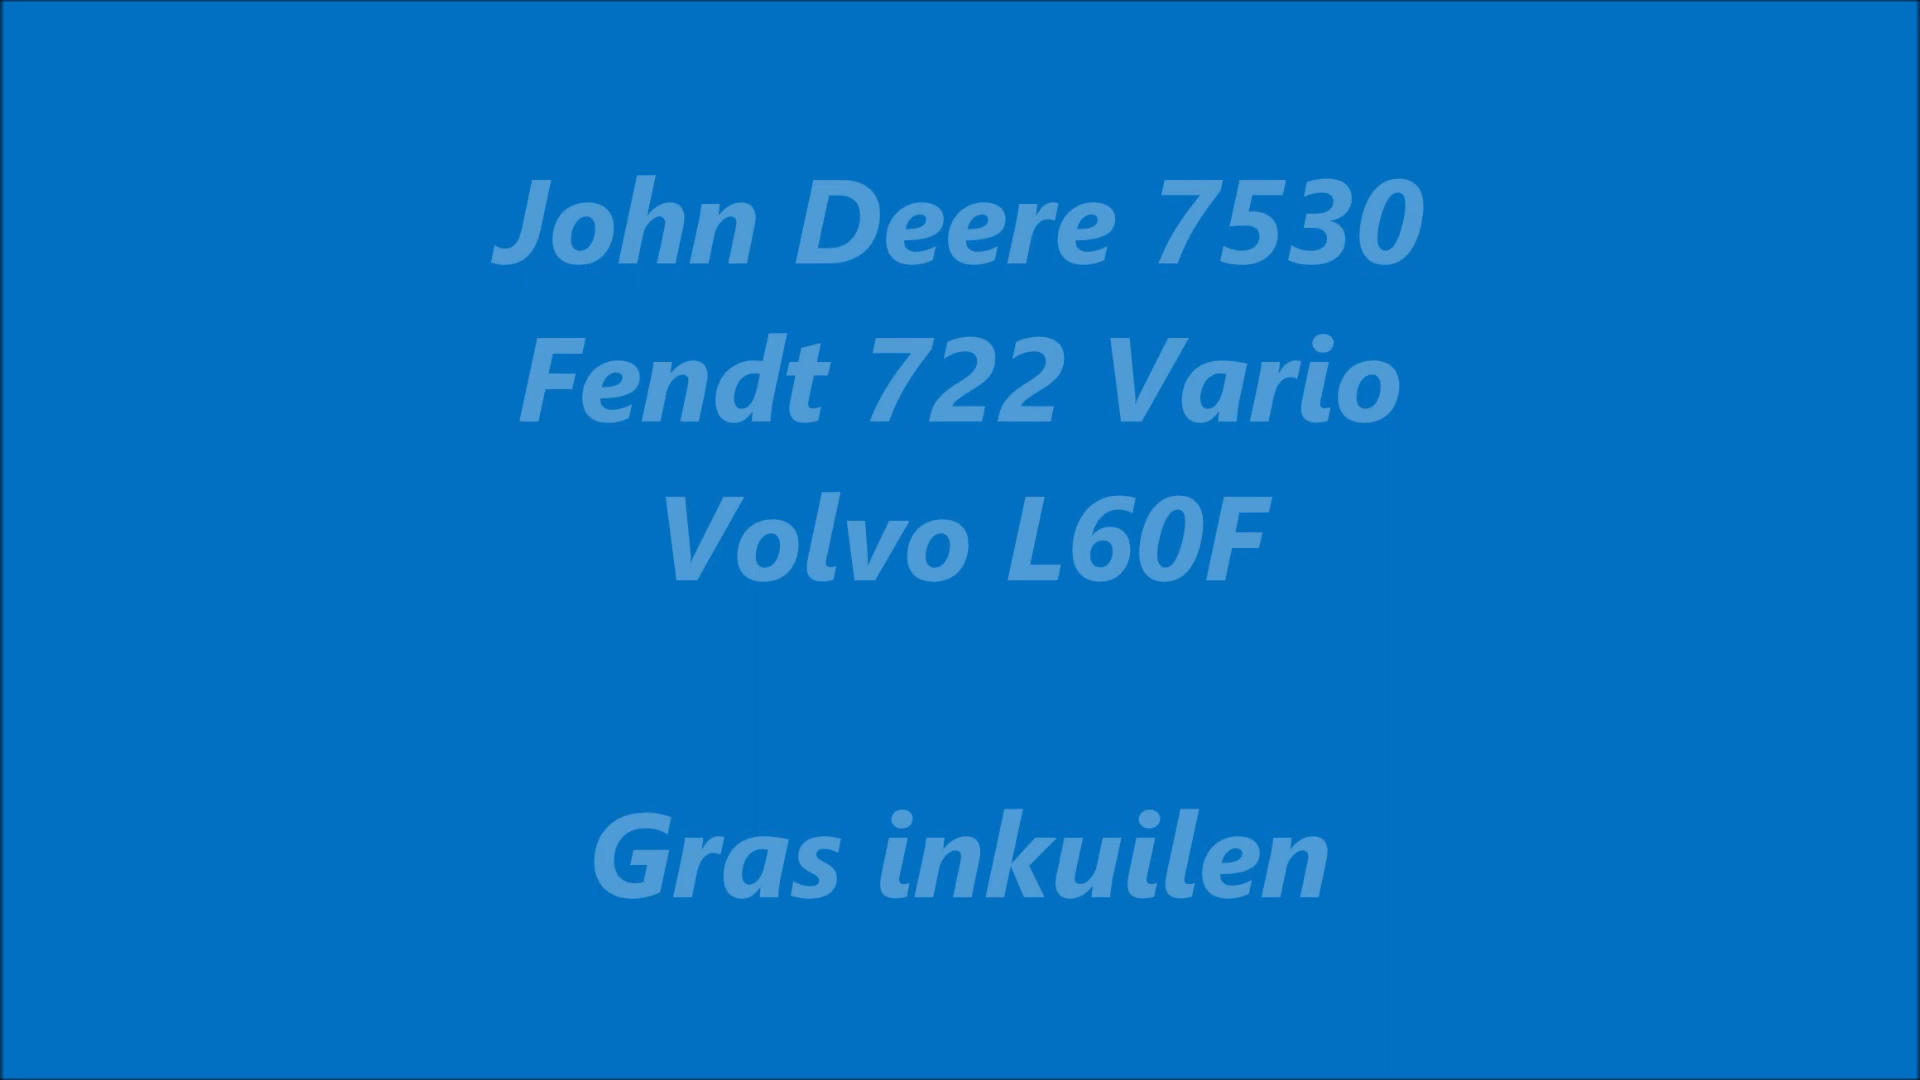 John Deere 7530
Fendt 722 Vario
Volvo L60F
Gras inkuilen